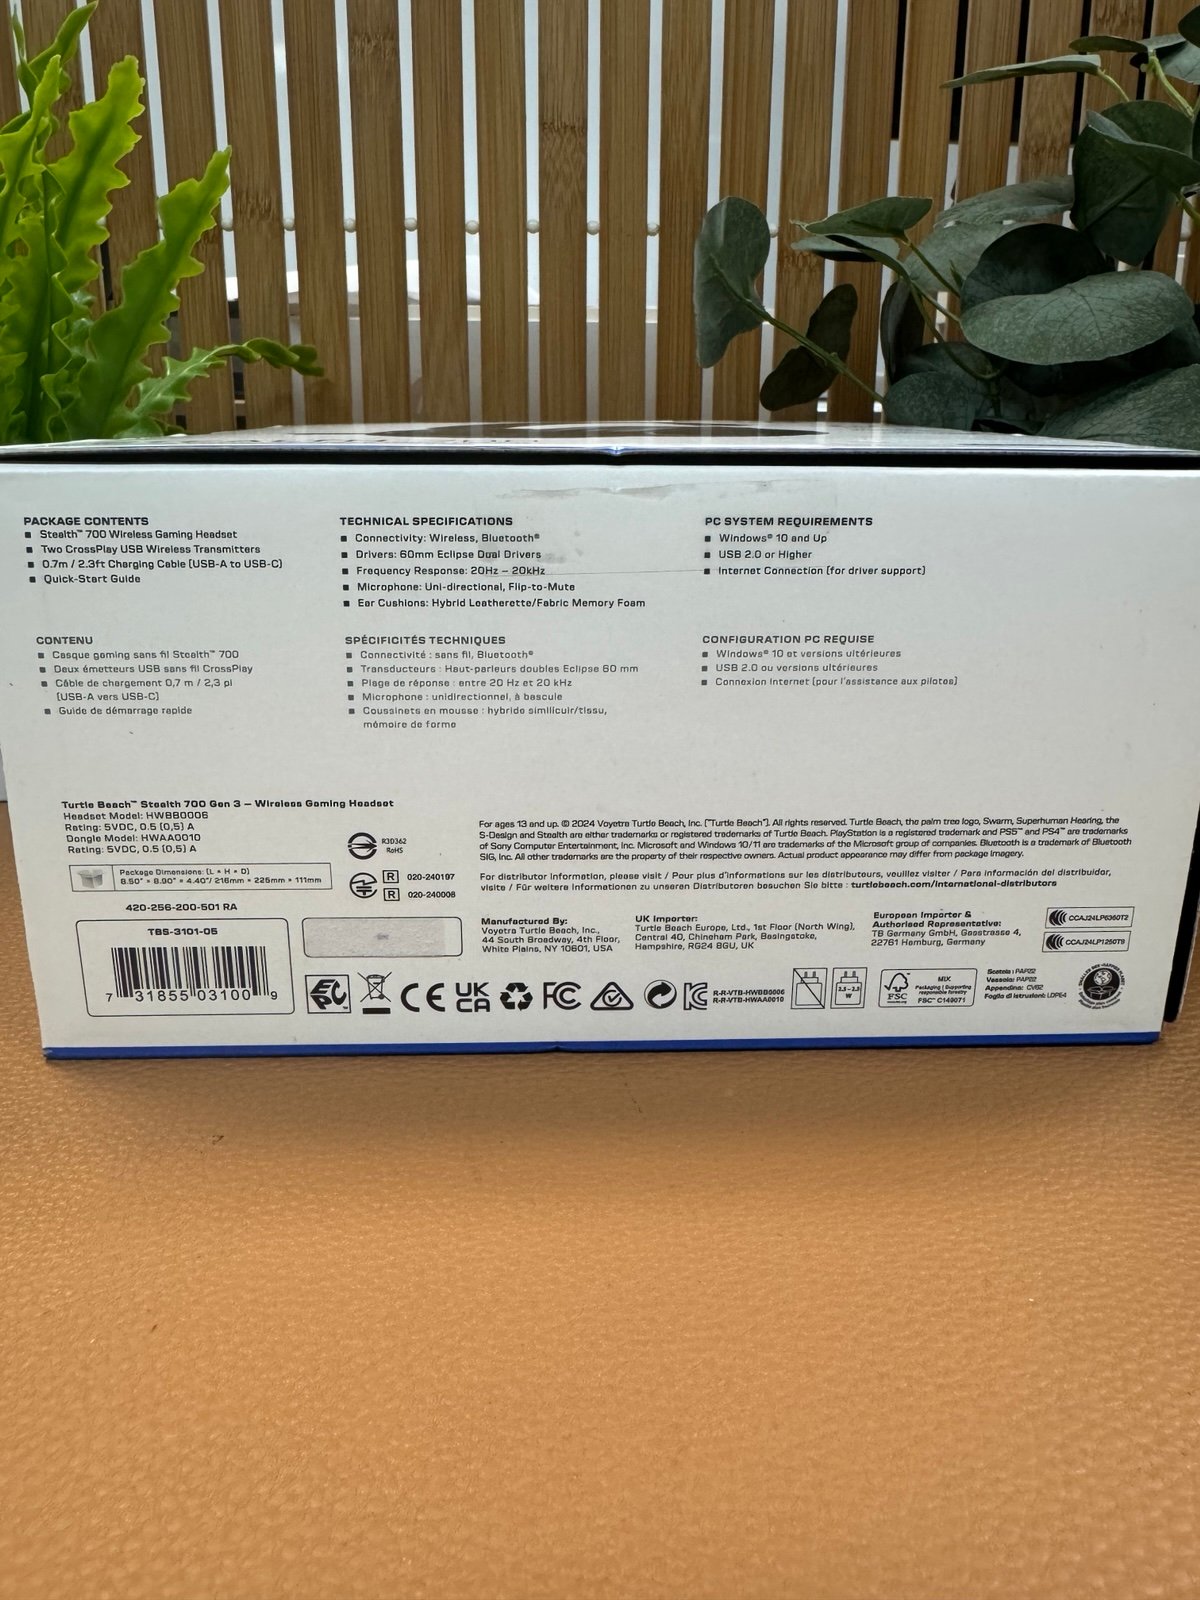 PACKAGE CONTENTS
■ Stealth™ 700 Wireless Gaming Headset
■ Two CrossPlay USB Wireless Transmitters
■ 0.7m / 2.3ft Charging Cable (USB-A to USB-C)
■ Quick-Start Guide
TECHNICAL SPECIFICATIONS
■ Connectivity: Wireless, Bluetooth®
■ Drivers: 60mm Eclipse Dual Drivers
■ Frequency Response: 20Hz – 20kHz
■ Microphone: Uni-directional, Flip-to-Mute
■ Ear Cushions: Hybrid Leatherette/Fabric Memory Foam
PC SYSTEM REQUIREMENTS
■ Windows® 10 and Up
■ USB 2.0 or Higher
■ Internet Connection (for driver support)
CONTENU
■ Casque gaming sans fil Stealth™ 700
■ Deux émetteurs USB sans fil CrossPlay
■ Câble de chargement 0,7 m / 2,3 pi
(USB-A vers USB-C)
■ Guide de démarrage rapide
SPÉCIFICITÉS TECHNIQUES
■ Connectivité : sans fil, Bluetooth®
■ Transducteurs : Haut-parleurs doubles Eclipse 60 mm
■ Plage de réponse : entre 20 Hz et 20 kHz
■ Microphone : unidirectionnel, à bascule
■ Coussinets en mousse : hybride similicuir/tissu,
mémoire de forme
CONFIGURATION PC REQUISE
■ Windows® 10 et versions ultérieures
■ USB 2.0 ou versions ultérieures
■ Connexion Internet (pour l'assistance aux pilotes)
Turtle Beach™ Stealth 700 Gen 3 – Wireless Gaming Headset
Headset Model: HWBB0006
Rating: 5VDC, 0.5 (0,5) A
Dongle Model: HWAA0010
Rating: 5VDC, 0.5 (0,5) A
Package Dimensions: (L × H × D)
8.50" × 8.90" × 4.40"/ 216mm × 226mm × 111mm
420-256-200-501 RA
TBS-3101-05
7 31855 03100 9
R3D362
RoHS
R 020-240197
R 020-240008
For ages 13 and up. © 2024 Voyetra Turtle Beach, Inc. ("Turtle Beach"). All rights reserved. Turtle Beach, the palm tree logo, Swarm, Superhuman Hearing, the
S-Design and Stealth are either trademarks or registered trademarks of Turtle Beach. PlayStation is a registered trademark and PS5™ and PS4™ are trademarks
of Sony Computer Entertainment, Inc. Microsoft and Windows 10/11 are trademarks of the Microsoft group of companies. Bluetooth is a trademark of Bluetooth
SIG, Inc. All other trademarks are the property of their respective owners. Actual product appearance may differ from package imagery.
For distributor information, please visit / Pour plus d'informations sur les distributeurs, veuillez visiter / Para información del distribuidor,
visite / Für weitere Informationen zu unseren Distributoren besuchen Sie bitte : turtlebeach.com/international-distributors
Manufactured By:
Voyetra Turtle Beach, Inc.,
44 South Broadway, 4th Floor,
White Plains, NY 10601, USA
UK Importer:
Turtle Beach Europe, Ltd., 1st Floor (North Wing),
Central 40, Chineham Park, Basingstoke,
Hampshire, RG24 8GU, UK
European Importer &
Authorised Representative:
TB Germany GmbH, Gasstrasse 4,
22761 Hamburg, Germany
CCAJ24LP6360T2
CCAJ24LP1250T9
CE
UK
CA
FC
R-R-VTB-HWBB0006
R-R-VTB-HWAA0010
2.5 - 2.5
W
FSC
MIX
Packaging | Supporting
responsible forestry
FSC™ C149071
Scatola : PAP22
Vassoio: PAP22
Appendino: CV82
Foglio di istruzioni: LDPE4